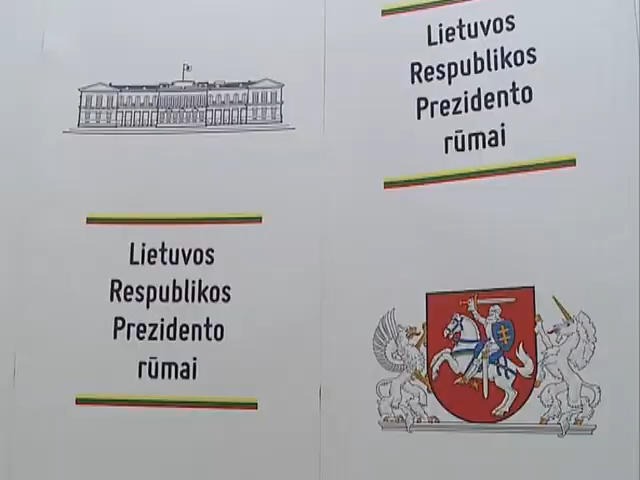 Lietuvos
Respublikos
Prezidento
rūmai
Lietuvos
Respublikos
Prezidento
rūmai